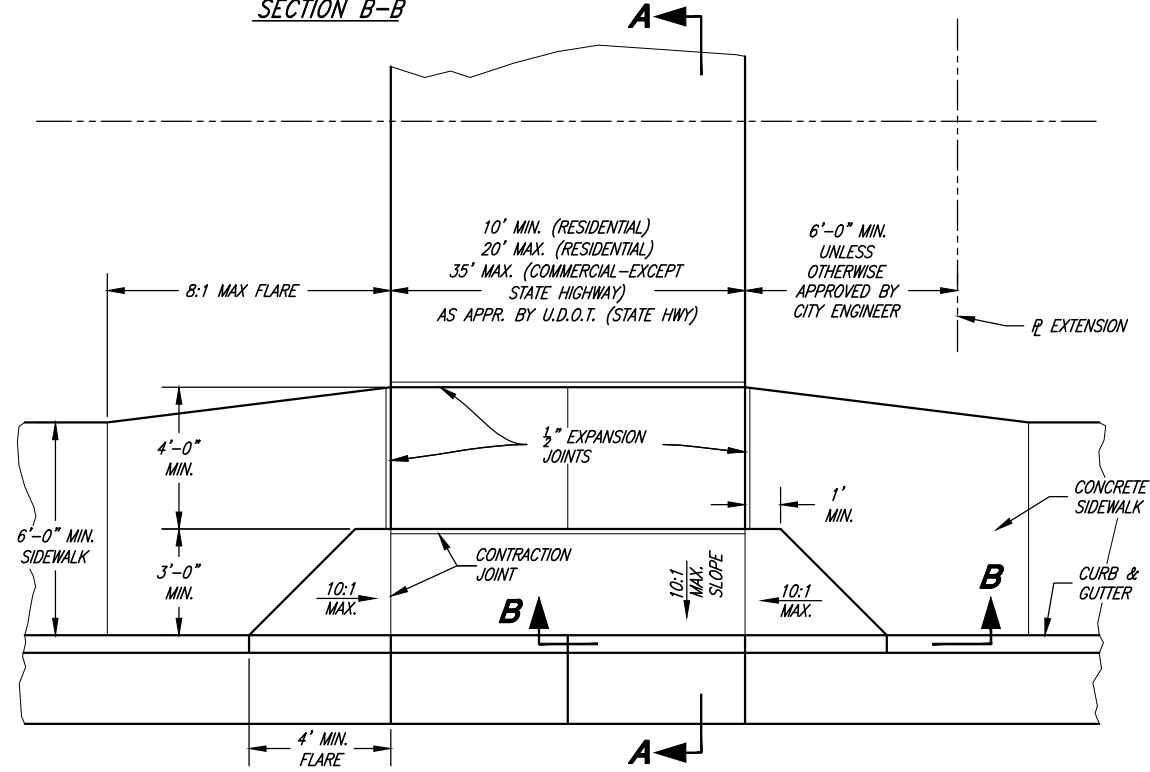 SECTION B-B
A
10' MIN. (RESIDENTIAL)
20' MAX. (RESIDENTIAL)
35' MAX. (COMMERCIAL-EXCEPT
STATE HIGHWAY)
AS APPR. BY U.D.O.T. (STATE HWY)
6'-0" MIN.
UNLESS
OTHERWISE
APPROVED BY
CITY ENGINEER
8:1 MAX FLARE
PL EXTENSION
4'-0"
MIN.
1/2" EXPANSION
JOINTS
1'
MIN.
CONCRETE
SIDEWALK
6'-0" MIN.
SIDEWALK
3'-0"
MIN.
CONTRACTION
JOINT
10:1
MAX.
10:1
MAX.
SLOPE
10:1
MAX.
B
B
CURB &
GUTTER
4' MIN.
FLARE
A